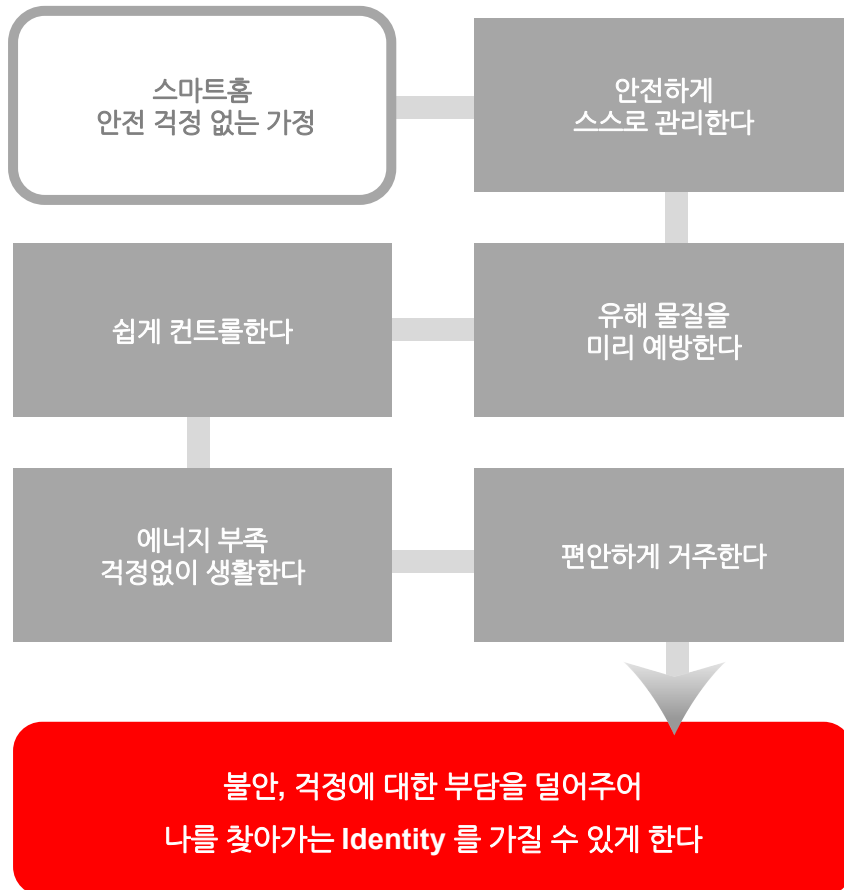 스마트홈
안전 걱정 없는 가정
안전하게
스스로 관리한다
유해 물질을
미리 예방한다
쉽게 컨트롤한다
에너지 부족
걱정없이 생활한다
편안하게 거주한다
불안, 걱정에 대한 부담을 덜어주어
나를 찾아가는 Identity 를 가질 수 있게 한다